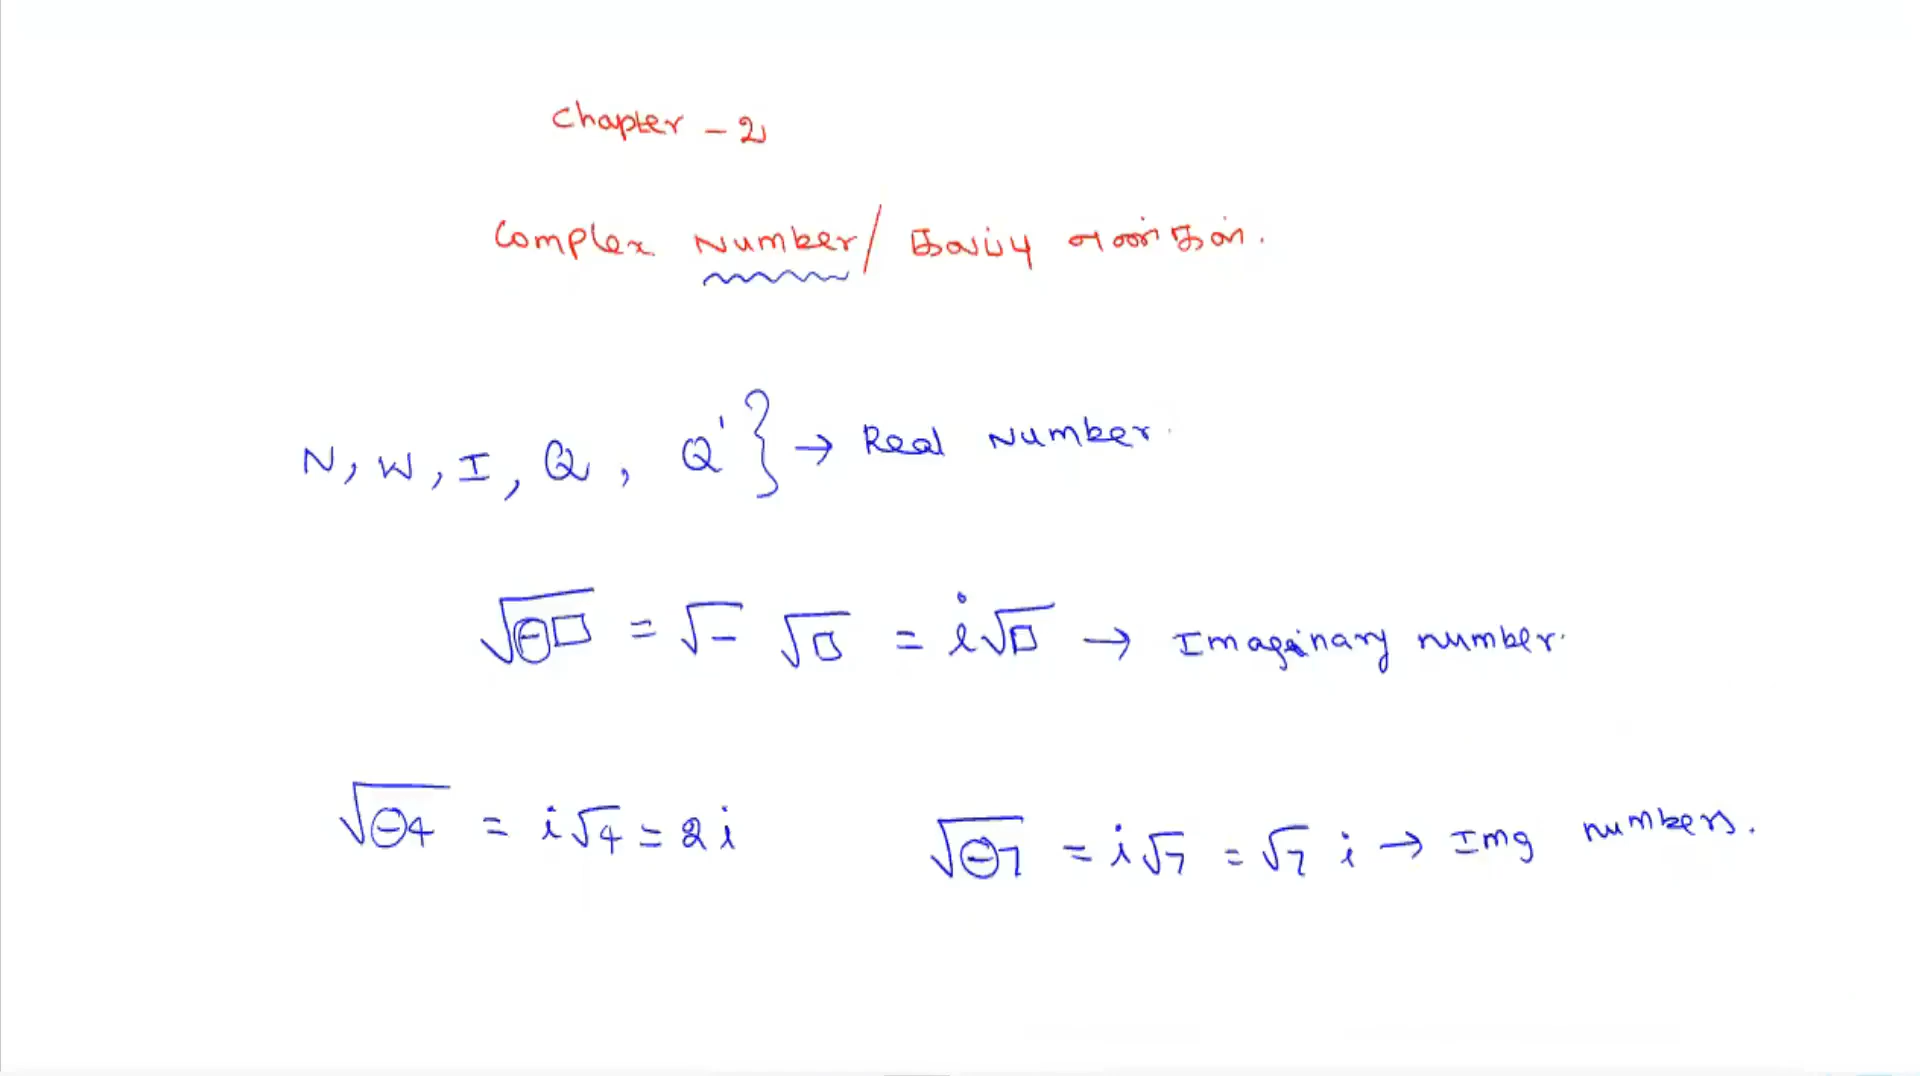 Chapter - 2
Complex Number / கலப்பு எண்கள்.
N, W, I, Q, Q' } → Real Number.
√(-□) = √- √□ = i√□ → Imaginary number.
√-4 = i√4 = 2i
√-7 = i√7 = √7 i → Img numbers.